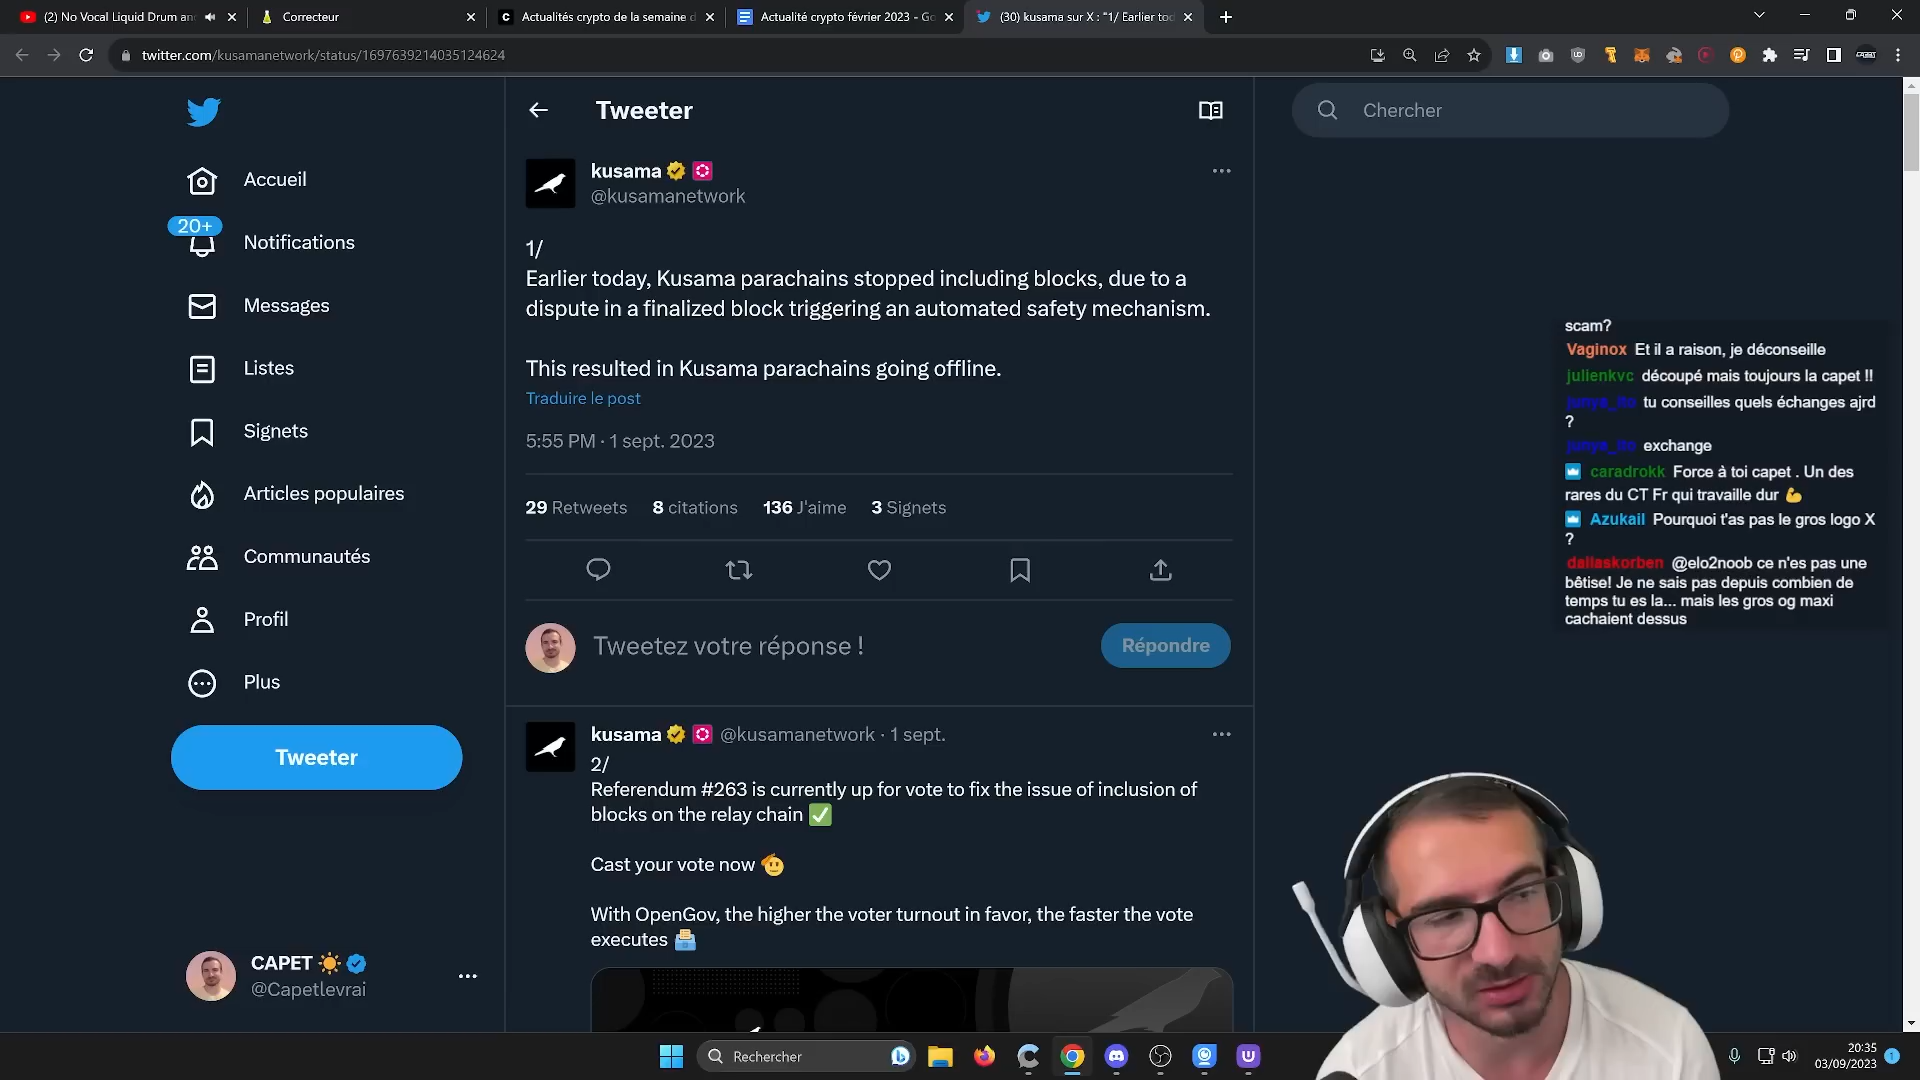 (2) No Vocal Liquid Drum an
Correcteur
Actualités crypto de la semaine d
Actualité crypto février 2023 - Go
(30) kusama sur X : "1/ Earlier to
twitter.com/kusamanetwork/status/1697639214035124624
Accueil
20+
Notifications
Messages
Listes
Signets
Articles populaires
Communautés
Profil
Plus
Tweeter
CAPET
@Capetlevrai
Tweeter
kusama
@kusamanetwork
1/
Earlier today, Kusama parachains stopped including blocks, due to a
dispute in a finalized block triggering an automated safety mechanism.
This resulted in Kusama parachains going offline.
Traduire le post
5:55 PM · 1 sept. 2023
29 Retweets 8 citations 136 J'aime 3 Signets
Tweetez votre réponse !
Répondre
kusama @kusamanetwork · 1 sept.
2/
Referendum #263 is currently up for vote to fix the issue of inclusion of
blocks on the relay chain ✅
Cast your vote now 🫡
With OpenGov, the higher the voter turnout in favor, the faster the vote
executes 🗳️
Chercher
scam?
Vaginox Et il a raison, je déconseille
julienkvc découpé mais toujours la capet !!
tu conseilles quels échanges ajrd
?
exchange
caradrokk Force à toi capet . Un des
rares du CT Fr qui travaille dur 💪
Azukail Pourquoi t'as pas le gros logo X
?
dallaskorben @elo2noob ce n'es pas une
bêtise! Je ne sais pas depuis combien de
temps tu es la... mais les gros og maxi
cachaient dessus
Rechercher
20:35
03/09/2023
1